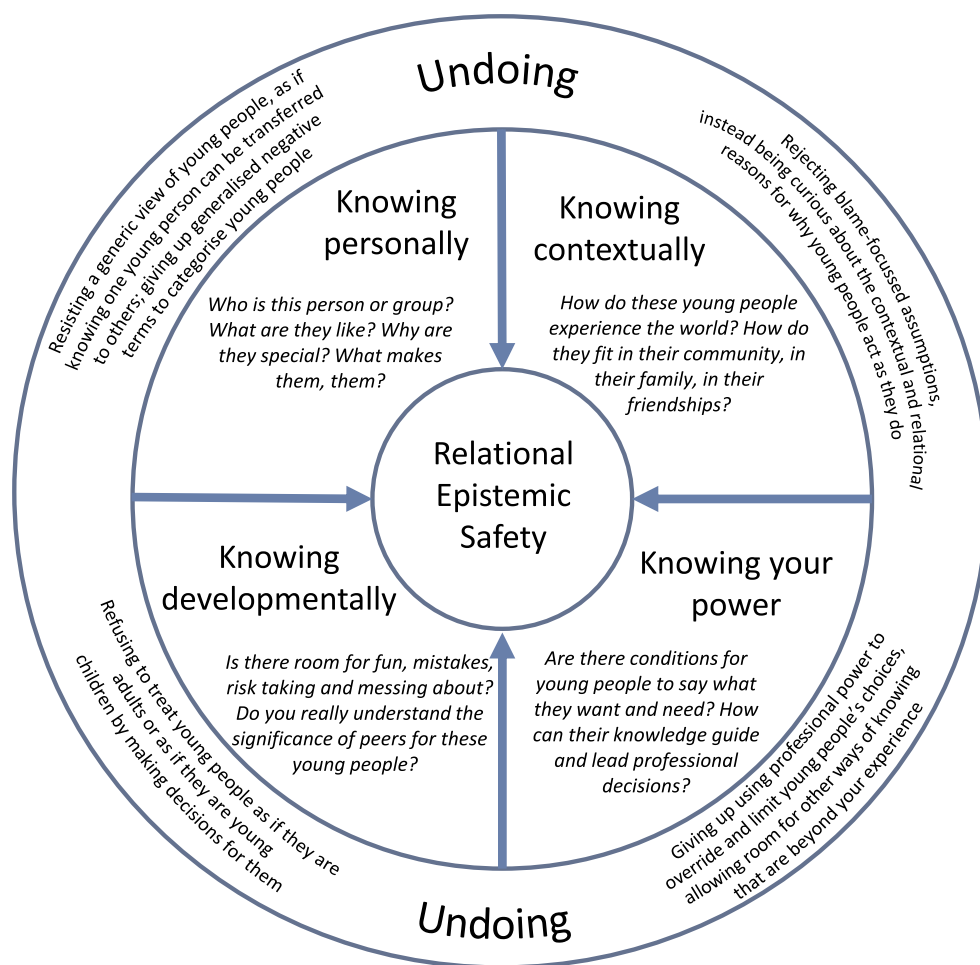 Undoing
Resisting a generic view of young people, as if
knowing one young person can be transferred
to others; giving up generalised negative
terms to categorise young people
Rejecting blame-focussed assumptions,
instead being curious about the contextual and relational
reasons for why young people act as they do
Knowing
personally
Who is this person or group?
What are they like? Why are
they special? What makes
them, them?
Knowing
contextually
How do these young people
experience the world? How do
they fit in their community, in
their family, in their
friendships?
Relational
Epistemic
Safety
Knowing
developmentally
Is there room for fun, mistakes,
risk taking and messing about?
Do you really understand the
significance of peers for these
young people?
Knowing your
power
Are there conditions for
young people to say what
they want and need? How
can their knowledge guide
and lead professional
decisions?
Refusing to treat young people as if they are
adults or as if they are young
children by making decisions for them
Giving up using professional power to
override and limit young people's choices,
allowing room for other ways of knowing
that are beyond your experience
Undoing